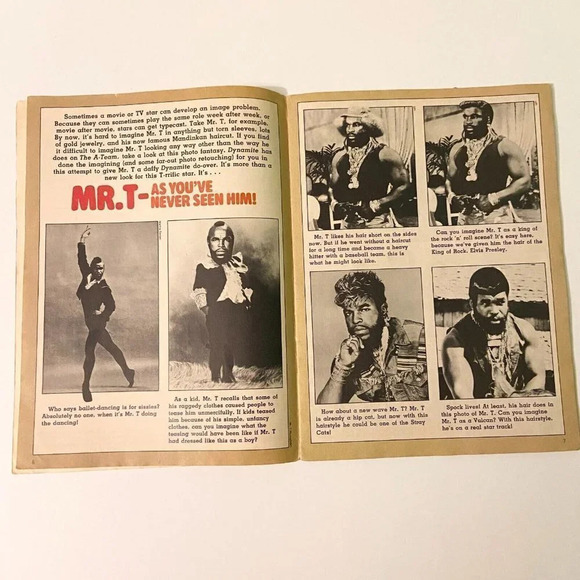 Sometimes a movie or TV star can develop an image problem.
Because they can sometimes play the same role week after week, or
movie after movie, stars can get typecast. Take Mr. T, for example.
By now, it's hard to imagine Mr. T in anything but torn sleeves, lots
of gold jewelry, and his now famous Mandinkan haircut. If you find
it difficult to imagine Mr. T looking any way other than the way he
does on The A-Team, take a look at this photo fantasy. Dynamite has
done the imagining (and some far-out photo retouching) for you in
this attempt to give Mr. T a daffy Dynamite do-over. It's more than a
new look for this T-rrific star. It's . . .
MR.T- AS YOU'VE
NEVER SEEN HIM!
Who says ballet-dancing is for sissies?
Absolutely no one, when it's Mr. T doing
the dancing!
As a kid, Mr. T recalls that some of
his raggedy clothes caused people to
tease him unmercifully. If kids teased
him because of his simple, untancy
clothes, can you imagine what the
teasing would have been like if Mr. T
had dressed like this as a boy?
6
Mr. T likes his hair short on the sides
now. But if he went without a haircut
for a long time and became a heavy
hitter with a baseball team, this is
what he might look like.
Can you imagine Mr. T as a king of
the rock 'n' roll scene? It's easy here,
because we've given him the hair of the
King of Rock, Elvis Presley.
How about a new wave Mr. T? Mr. T
is already a hip cat, but now with this
hairstyle he could be one of the Stray
Cats!
Spock lives! At least, his hair does in
this photo of Mr. T. Can you imagine
Mr. T as a Vulcan? With this hairstyle,
he's on a real star track!
7